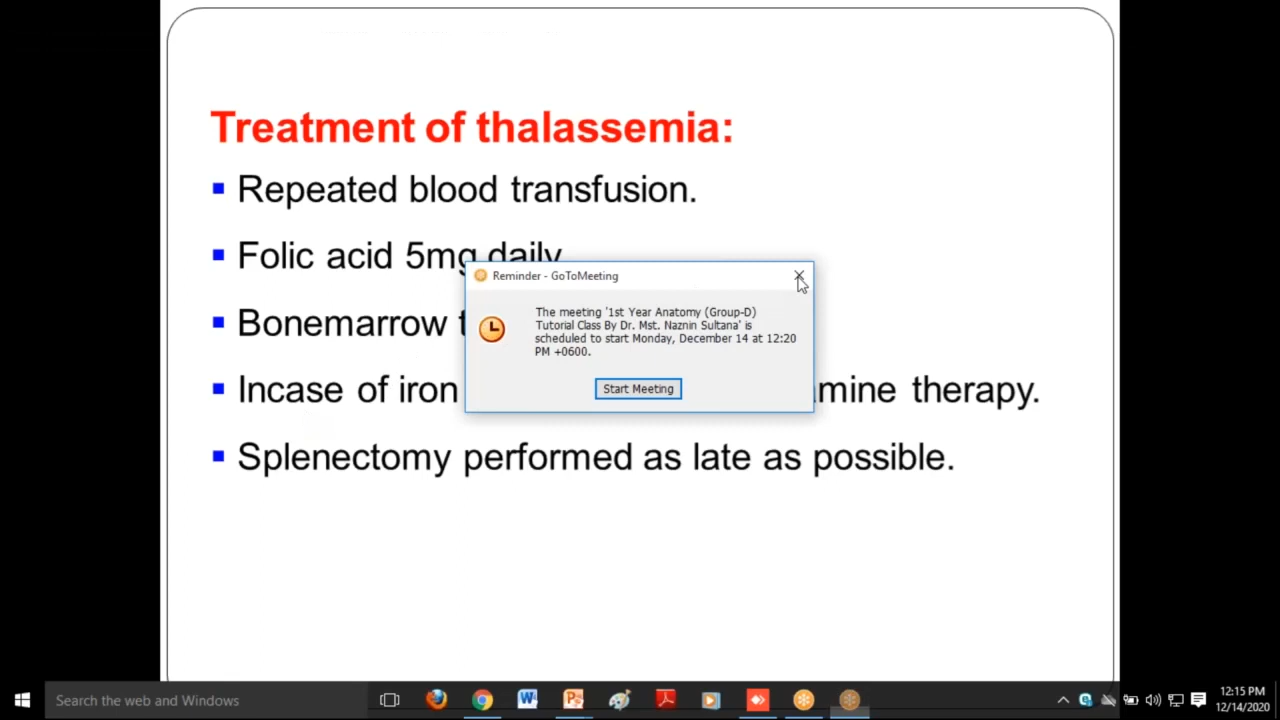 Treatment of thalassemia:
Repeated blood transfusion.
Folic acid 5mg daily
Reminder - GoToMeeting
The meeting '1st Year Anatomy (Group-D)
Tutorial Class By Dr. Mst. Naznin Sultana' is
scheduled to start Monday, December 14 at 12:20
PM +0600.
Start Meeting
Bonemarrow
Incase of iron therapy.
Splenectomy performed as late as possible.
Search the web and Windows
12:15 PM
12/14/2020